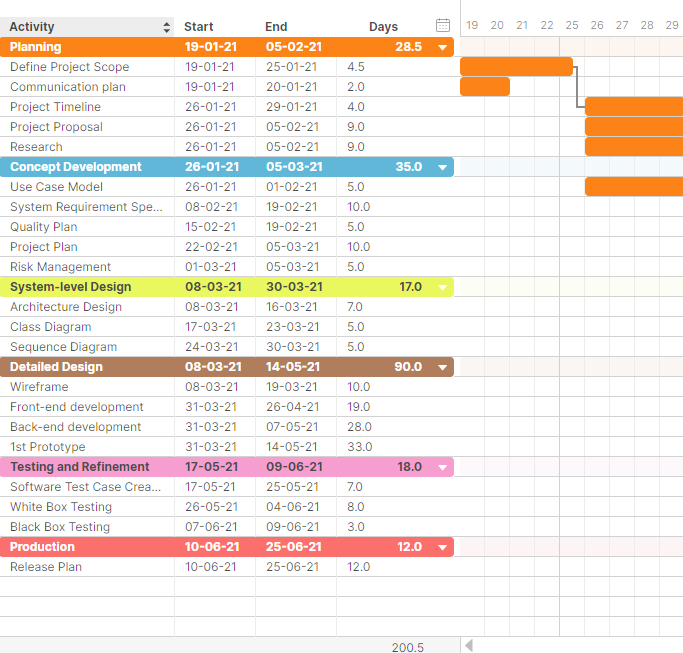 Activity Start End Days 19 20 21 22 25 26 27 28 29
Planning 19-01-21 05-02-21 28.5
Define Project Scope 19-01-21 25-01-21 4.5
Communication plan 19-01-21 20-01-21 2.0
Project Timeline 26-01-21 29-01-21 4.0
Project Proposal 26-01-21 05-02-21 9.0
Research 26-01-21 05-02-21 9.0
Concept Development 26-01-21 05-03-21 35.0
Use Case Model 26-01-21 01-02-21 5.0
System Requirement Spe... 08-02-21 19-02-21 10.0
Quality Plan 15-02-21 19-02-21 5.0
Project Plan 22-02-21 05-03-21 10.0
Risk Management 01-03-21 05-03-21 5.0
System-level Design 08-03-21 30-03-21 17.0
Architecture Design 08-03-21 16-03-21 7.0
Class Diagram 17-03-21 23-03-21 5.0
Sequence Diagram 24-03-21 30-03-21 5.0
Detailed Design 08-03-21 14-05-21 90.0
Wireframe 08-03-21 19-03-21 10.0
Front-end development 31-03-21 26-04-21 19.0
Back-end development 31-03-21 07-05-21 28.0
1st Prototype 31-03-21 14-05-21 33.0
Testing and Refinement 17-05-21 09-06-21 18.0
Software Test Case Crea... 17-05-21 25-05-21 7.0
White Box Testing 26-05-21 04-06-21 8.0
Black Box Testing 07-06-21 09-06-21 3.0
Production 10-06-21 25-06-21 12.0
Release Plan 10-06-21 25-06-21 12.0
200.5